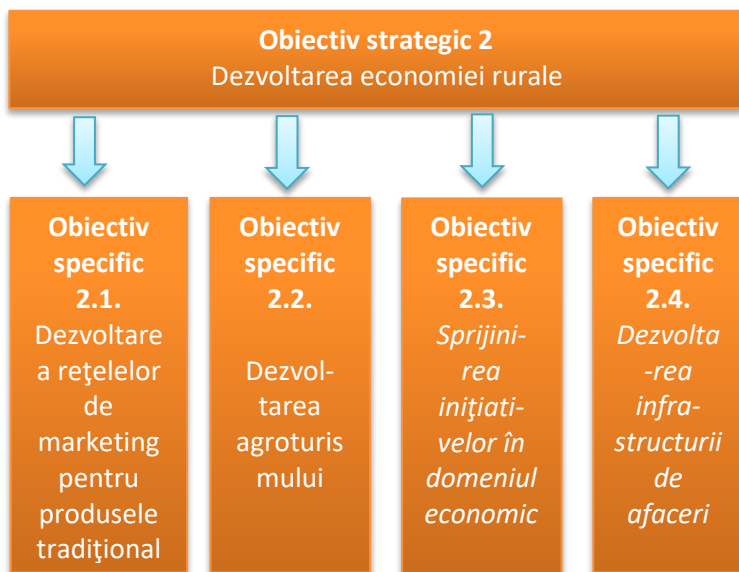 Obiectiv strategic 2
Dezvoltarea economiei rurale
Obiectiv
specific
2.1.
Dezvoltare
a reţelelor
de
marketing
pentru
produsele
tradiţional
Obiectiv
specific
2.2.
Dezvol-
tarea
agroturis
mului
Obiectiv
specific
2.3.
Sprijini-
rea
iniţiati-
velor în
domeniul
economic
Obiectiv
specific
2.4.
Dezvolta
-rea
infra-
structurii
de
afaceri